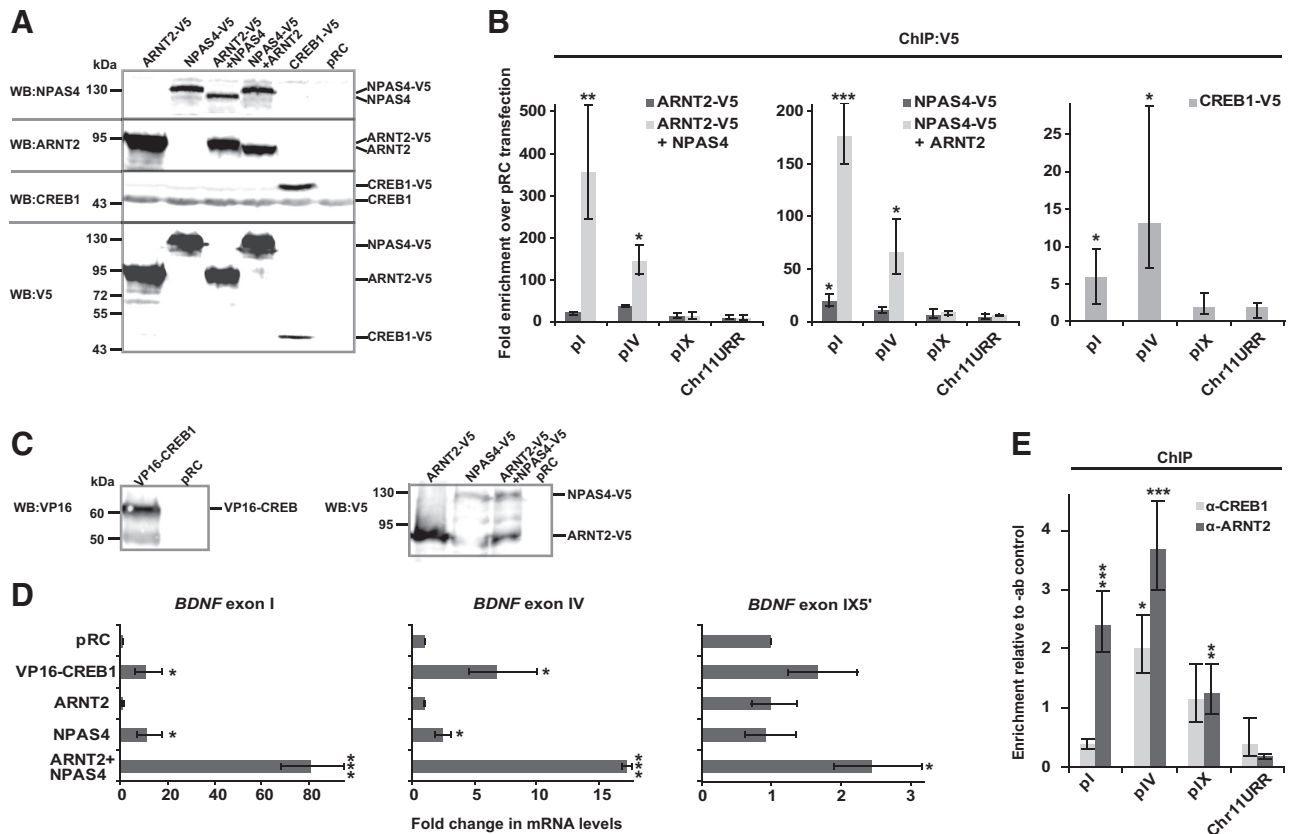 A
ARNT2-V5
NPAS4-V5
ARNT2-V5
+NPAS4
NPAS4-V5
+ARNT2
CREB1-V5
pRC
kDa
WB:NPAS4
130
NPAS4-V5
NPAS4
WB:ARNT2
95
ARNT2-V5
ARNT2
WB:CREB1
43
CREB1-V5
CREB1
WB:V5
130
95
72
55
43
NPAS4-V5
ARNT2-V5
CREB1-V5
B
ChIP:V5
Fold enrichment over pRC transfection
500
400
300
200
100
0
**
*
ARNT2-V5
ARNT2-V5
+ NPAS4
pI
pIV
pIX
Chr11URR
200
150
100
50
0
***
*
*
NPAS4-V5
NPAS4-V5
+ ARNT2
pI
pIV
pIX
Chr11URR
25
20
15
10
5
0
*
*
CREB1-V5
pI
pIV
pIX
Chr11URR
C
VP16-CREB1
pRC
kDa
WB:VP16
60
50
VP16-CREB
ARNT2-V5
NPAS4-V5
ARNT2-V5
+NPAS4-V5
pRC
WB:V5
130
95
NPAS4-V5
ARNT2-V5
D
BDNF exon I
BDNF exon IV
BDNF exon IX5'
pRC
VP16-CREB1
*
*
ARNT2
NPAS4
*
*
ARNT2+
NPAS4
***
***
*
0 20 40 60 80
0 5 10 15
0 1 2 3
Fold change in mRNA levels
E
ChIP
α-CREB1
α-ARNT2
Enrichment relative to -ab control
4
3
2
1
0
***
*
***
**
pI
pIV
pIX
Chr11URR